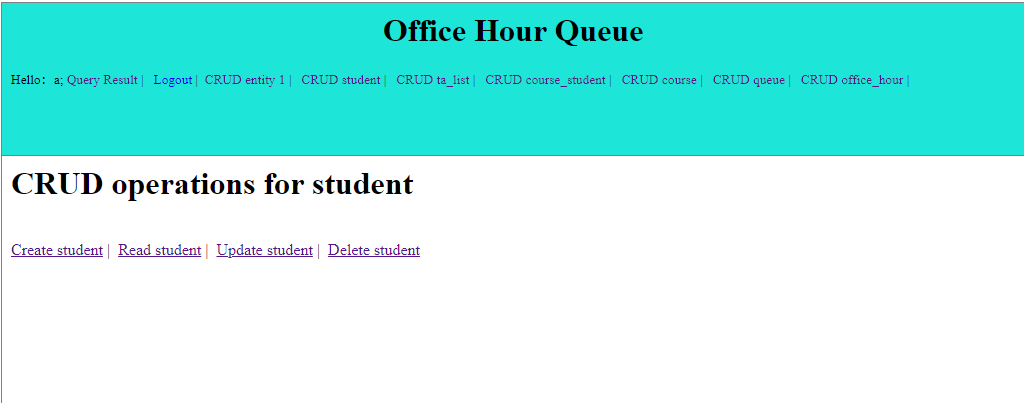 Office Hour Queue
Hello: a; Query Result | Logout | CRUD entity 1 | CRUD student | CRUD ta_list | CRUD course_student | CRUD course | CRUD queue | CRUD office_hour |
CRUD operations for student
Create student | Read student | Update student | Delete student